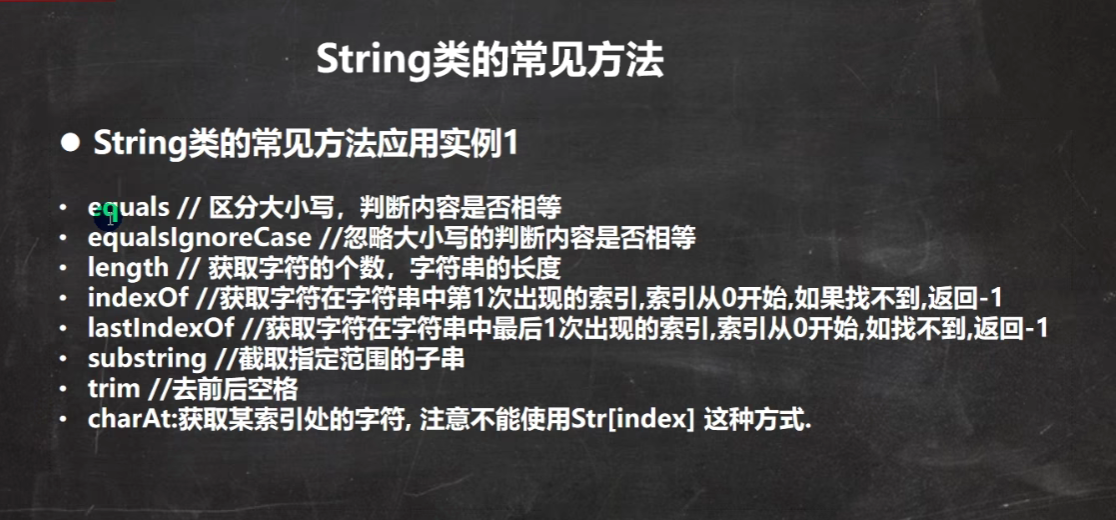 String类的常见方法
● String类的常见方法应用实例1
• equals // 区分大小写，判断内容是否相等
• equalsIgnoreCase //忽略大小写的判断内容是否相等
• length // 获取字符的个数，字符串的长度
• indexOf //获取字符在字符串中第1次出现的索引,索引从0开始,如果找不到,返回-1
• lastIndexOf //获取字符在字符串中最后1次出现的索引,索引从0开始,如找不到,返回-1
• substring //截取指定范围的子串
• trim //去前后空格
• charAt:获取某索引处的字符, 注意不能使用Str[index] 这种方式.